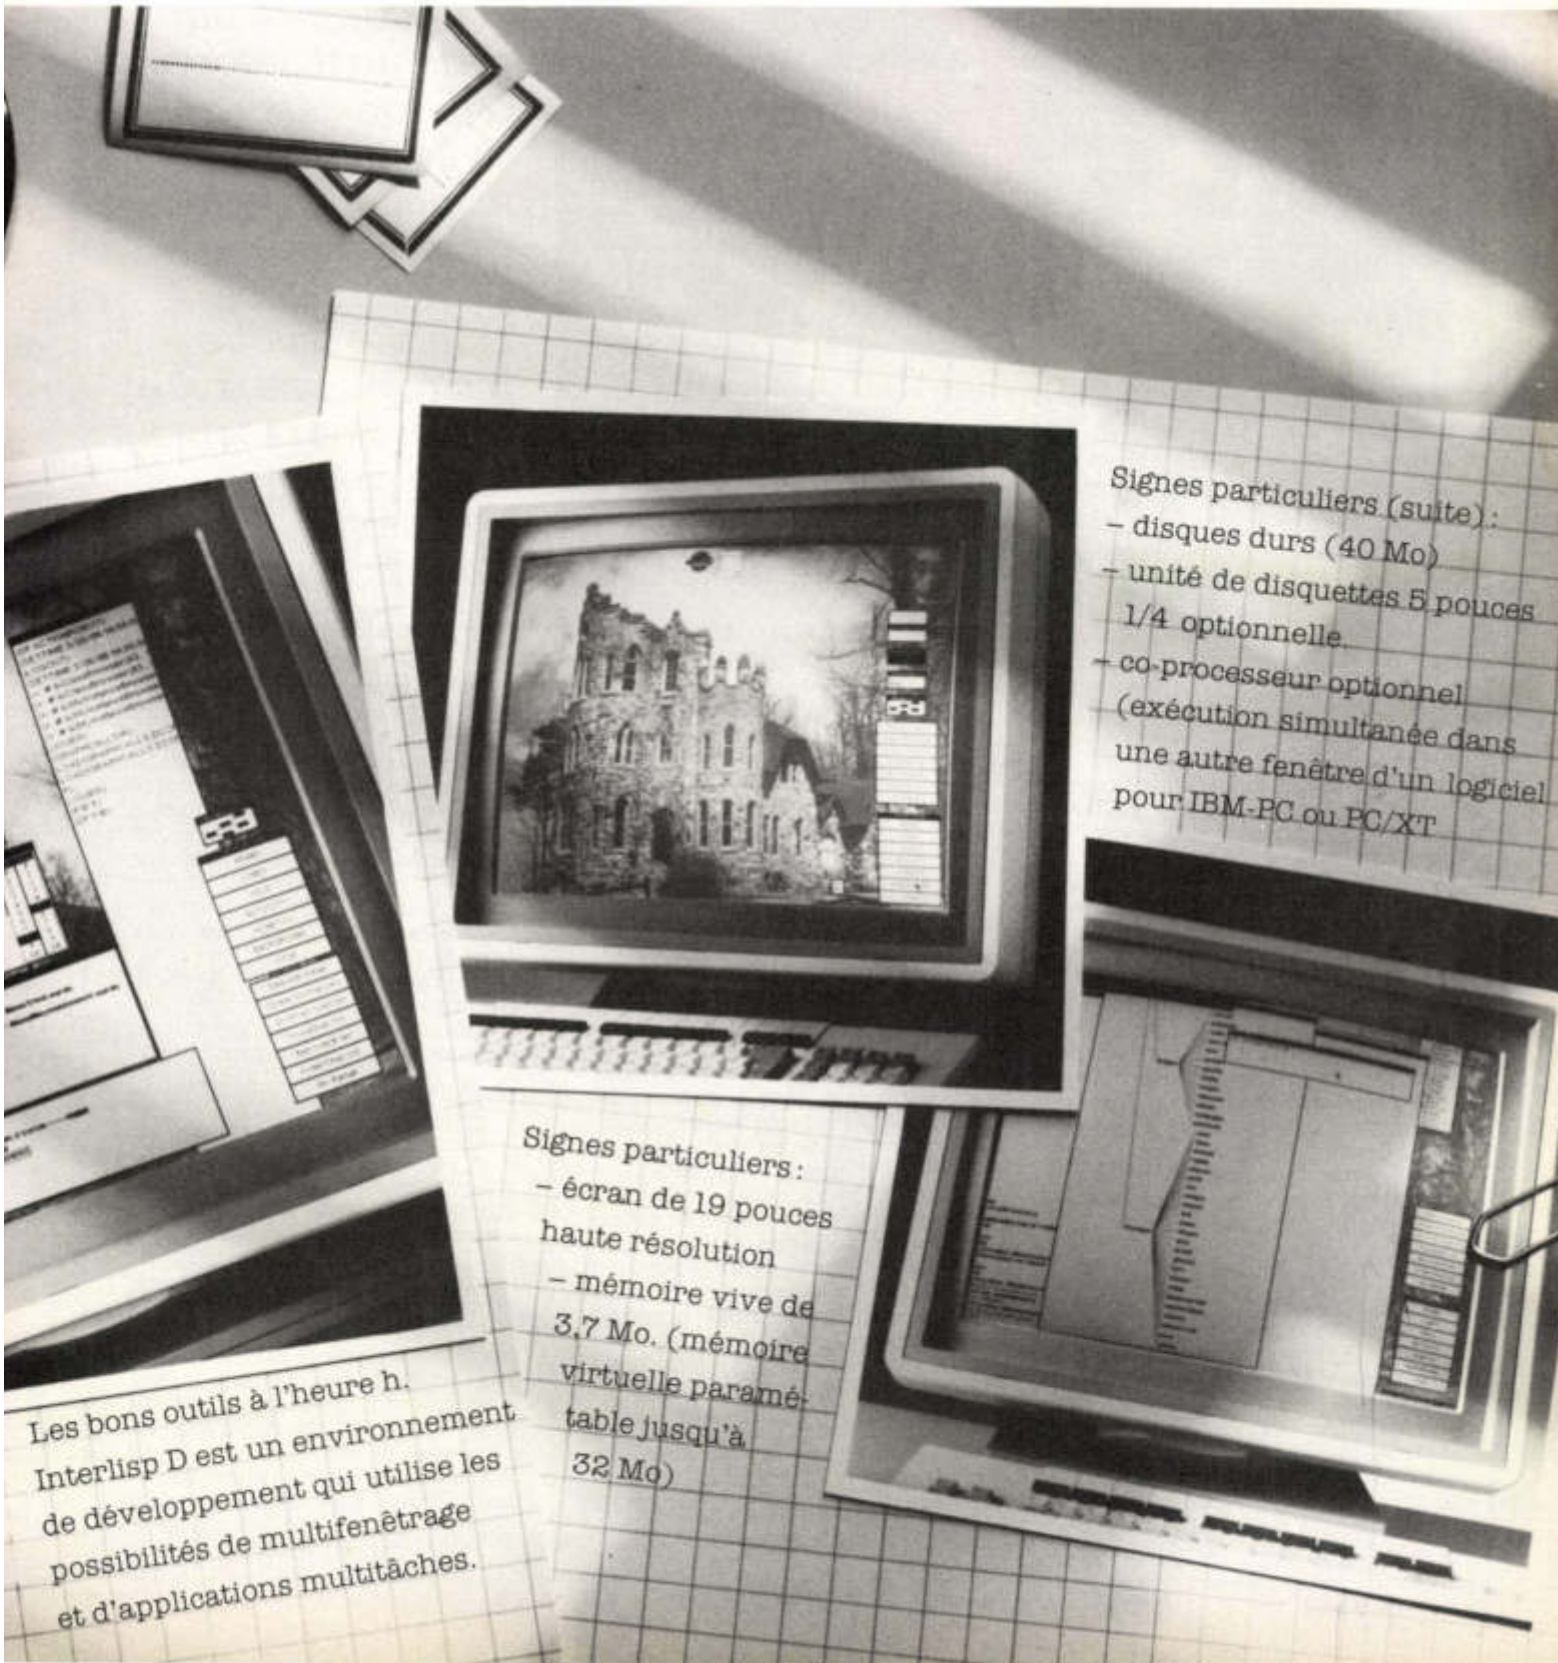 Signes particuliers (suite) :
– disques durs (40 Mo)
– unité de disquettes 5 pouces
1/4 optionnelle.
– co-processeur optionnel
(exécution simultanée dans
une autre fenêtre d'un logiciel
pour IBM-PC ou PC/XT
Signes particuliers :
– écran de 19 pouces
haute résolution
– mémoire vive de
3,7 Mo. (mémoire
virtuelle paramé-
table jusqu'à
32 Mo)
Les bons outils à l'heure h.
Interlisp D est un environnement
de développement qui utilise les
possibilités de multifenêtrage
et d'applications multitâches.